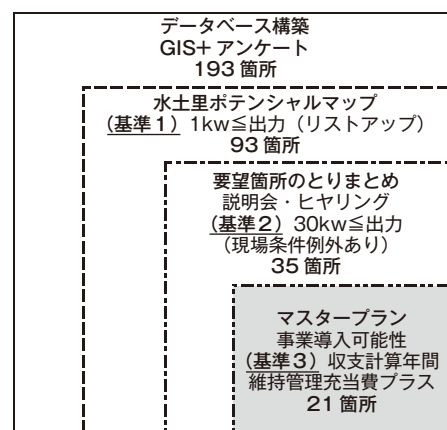 データベース構築
GIS+アンケート
193箇所
水土里ポテンシャルマップ
(基準1) 1kw≦出力（リストアップ）
93箇所
要望箇所のとりまとめ
説明会・ヒヤリング
(基準2) 30kw≦出力
(現場条件例外あり)
35箇所
マスタープラン
事業導入可能性
(基準3) 収支計算年間
維持管理充当費プラス
21箇所